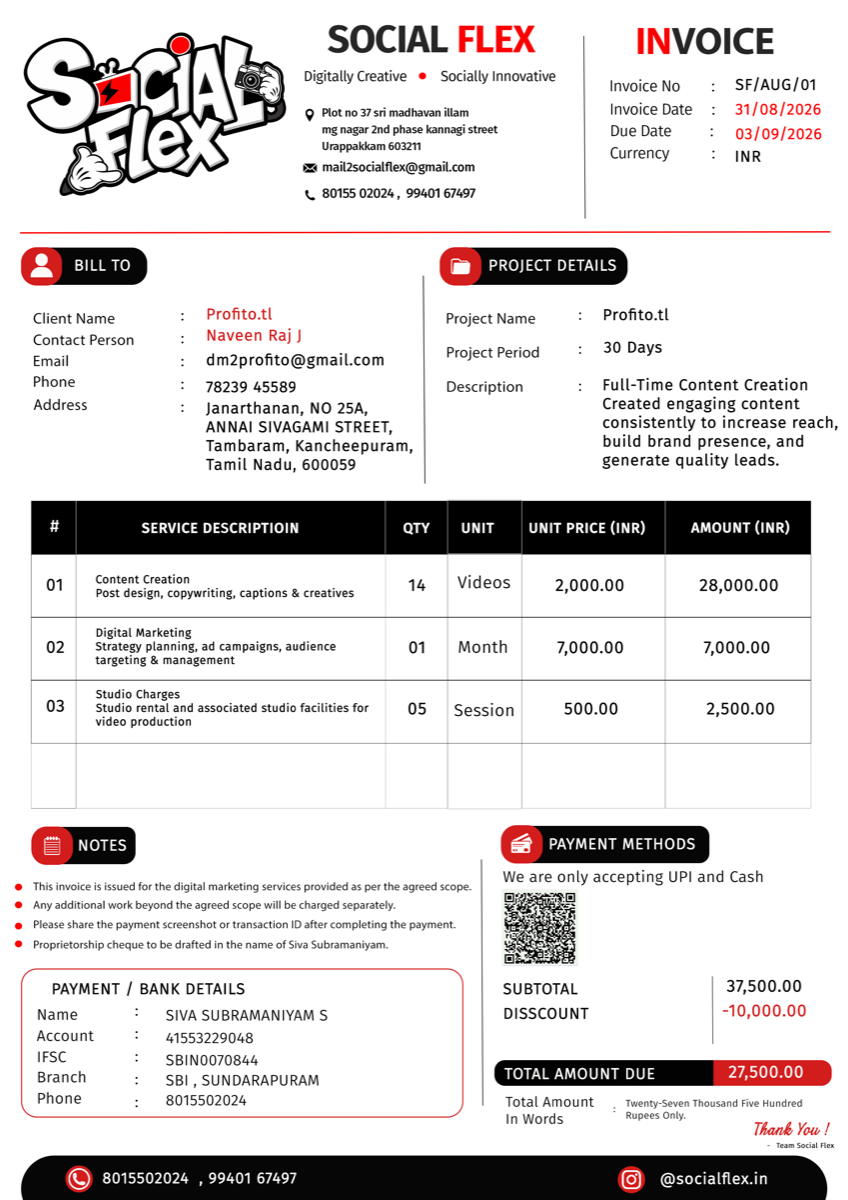 SOCIAL
FLEX
SOCIAL FLEX
Digitally Creative • Socially Innovative
Plot no 37 sri madhavan illam
mg nagar 2nd phase kannagi street
Urappakkam 603211
mail2socialflex@gmail.com
80155 02024 , 99401 67497
INVOICE
Invoice No : SF/AUG/01
Invoice Date : 31/08/2026
Due Date : 03/09/2026
Currency : INR
BILL TO
Client Name : Profito.tl
Contact Person : Naveen Raj J
Email : dm2profito@gmail.com
Phone : 78239 45589
Address : Janarthanan, NO 25A,
ANNAI SIVAGAMI STREET,
Tambaram, Kancheepuram,
Tamil Nadu, 600059
PROJECT DETAILS
Project Name : Profito.tl
Project Period : 30 Days
Description : Full-Time Content Creation
Created engaging content
consistently to increase reach,
build brand presence, and
generate quality leads.
# SERVICE DESCRIPTIOIN QTY UNIT UNIT PRICE (INR) AMOUNT (INR)
01 Content Creation 14 Videos 2,000.00 28,000.00
Post design, copywriting, captions & creatives
02 Digital Marketing 01 Month 7,000.00 7,000.00
Strategy planning, ad campaigns, audience
targeting & management
03 Studio Charges 05 Session 500.00 2,500.00
Studio rental and associated studio facilities for
video production
NOTES
• This invoice is issued for the digital marketing services provided as per the agreed scope.
• Any additional work beyond the agreed scope will be charged separately.
• Please share the payment screenshot or transaction ID after completing the payment.
• Proprietorship cheque to be drafted in the name of Siva Subramaniyam.
PAYMENT / BANK DETAILS
Name : SIVA SUBRAMANIYAM S
Account : 41553229048
IFSC : SBIN0070844
Branch : SBI , SUNDARAPURAM
Phone : 8015502024
PAYMENT METHODS
We are only accepting UPI and Cash
SUBTOTAL 37,500.00
DISSCOUNT -10,000.00
TOTAL AMOUNT DUE 27,500.00
Total Amount
In Words : Twenty-Seven Thousand Five Hundred
Rupees Only.
Thank You !
- Team Social Flex
8015502024 , 99401 67497
@socialflex.in